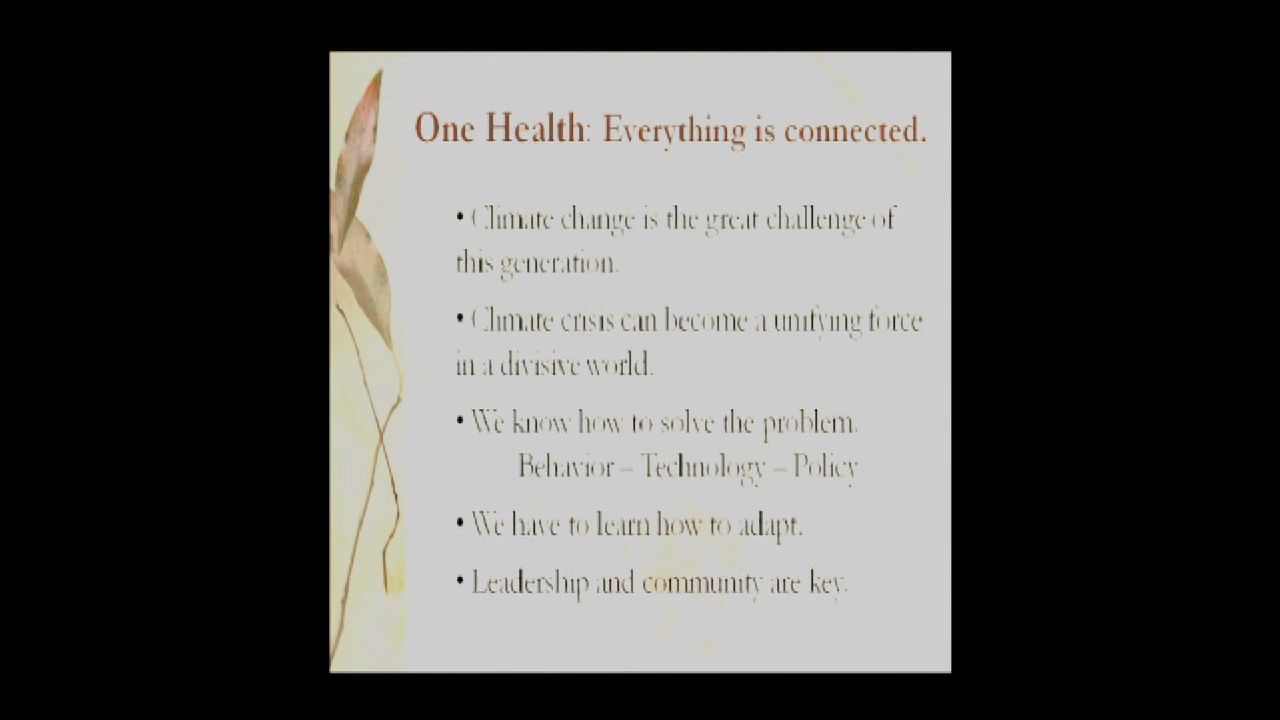 One Health: Everything is connected.
• Climate change is the great challenge of
this generation.
• Climate crisis can become a unifying force
in a divisive world.
• We know how to solve the problem.
Behavior – Technology – Policy
• We have to learn how to adapt.
• Leadership and community are key.